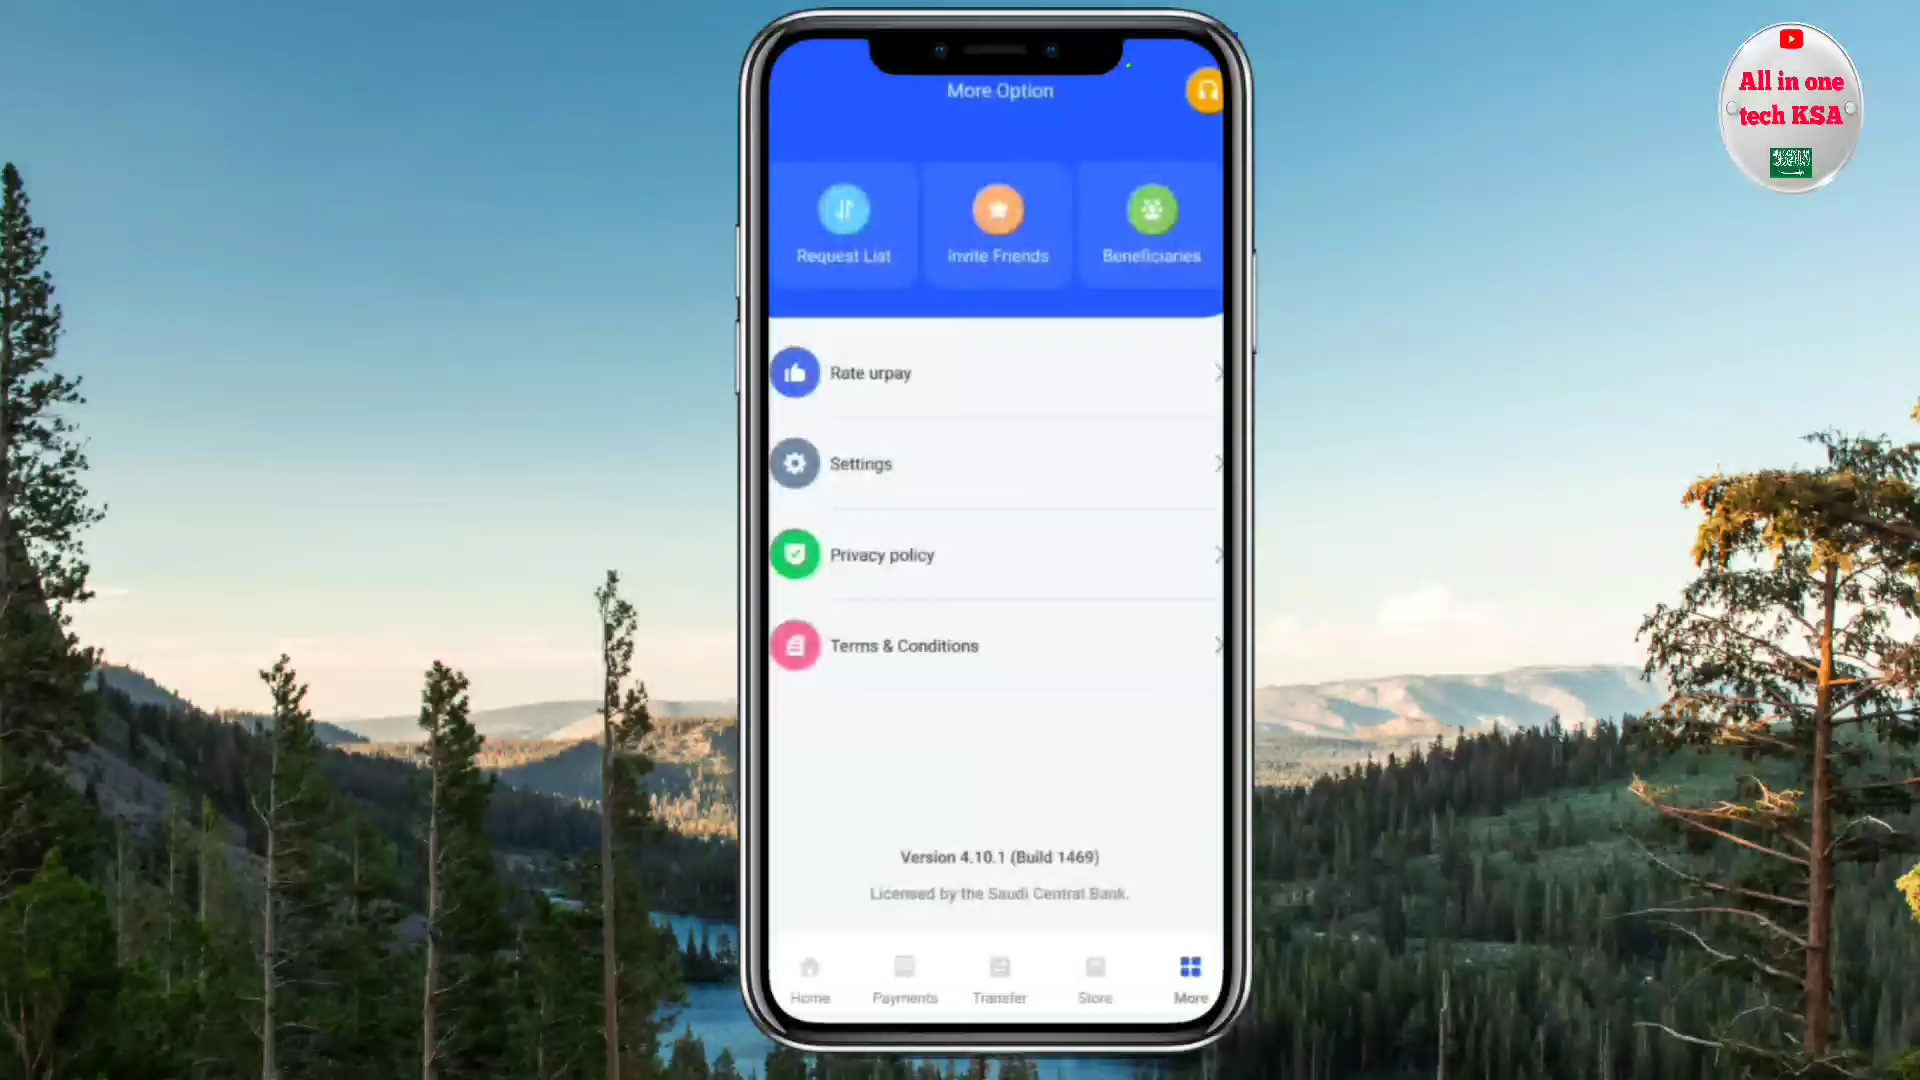 All in one
tech KSA
More Option
Request List
Invite Friends
Beneficiaries
Rate urpay
Settings
Privacy policy
Terms & Conditions
Version 4.10.1 (Build 1469)
Licensed by the Saudi Central Bank.
Home
Payments
Transfer
Store
More